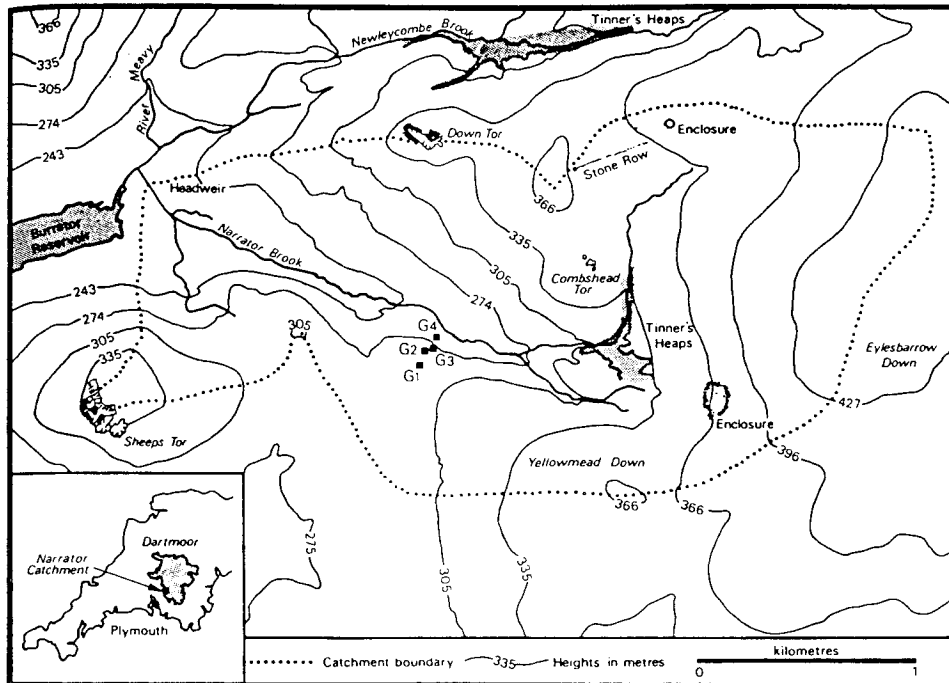 366
335
305
274
243
River Meavy
Newleycombe Brook
Tinner's Heaps
Down Tor
Enclosure
Stone Row
366
Headweir
Burrator
Reservoir
Narrator Brook
335
305
274
Combshead
Tor
243
274
305
335
305
G4
G2
G3
G1
Tinner's
Heaps
Eylesbarrow
Down
427
Sheeps Tor
Enclosure
396
Yellowmead Down
366
366
275
305
335
Dartmoor
Narrator
Catchment
Plymouth
Catchment boundary
335
Heights in metres
kilometres
0
1